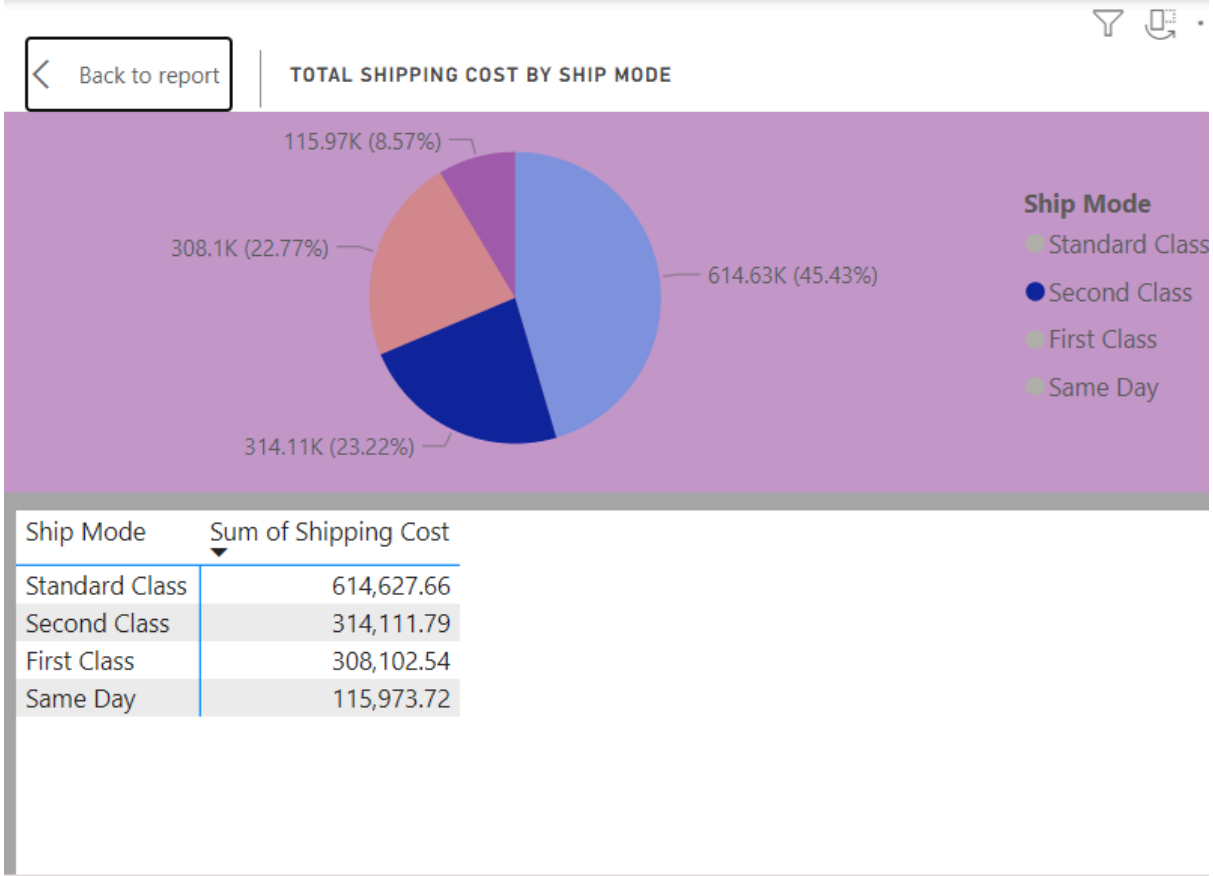 Back to report
TOTAL SHIPPING COST BY SHIP MODE
115.97K (8.57%)
308.1K (22.77%)
614.63K (45.43%)
314.11K (23.22%)
Ship Mode
Standard Class
Second Class
First Class
Same Day
Ship Mode Sum of Shipping Cost
Standard Class 614,627.66
Second Class 314,111.79
First Class 308,102.54
Same Day 115,973.72